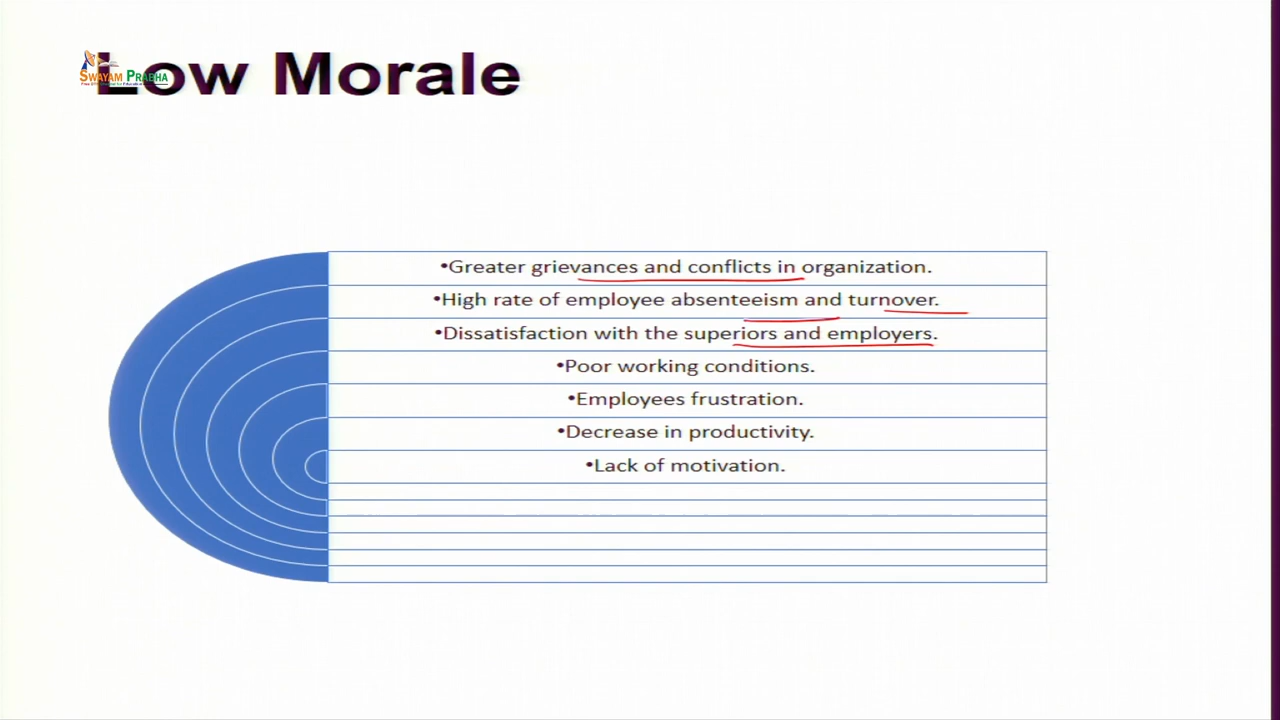 Low Morale
SWAYAM PRABHA
•Greater grievances and conflicts in organization.
•High rate of employee absenteeism and turnover.
•Dissatisfaction with the superiors and employers.
•Poor working conditions.
•Employees frustration.
•Decrease in productivity.
•Lack of motivation.